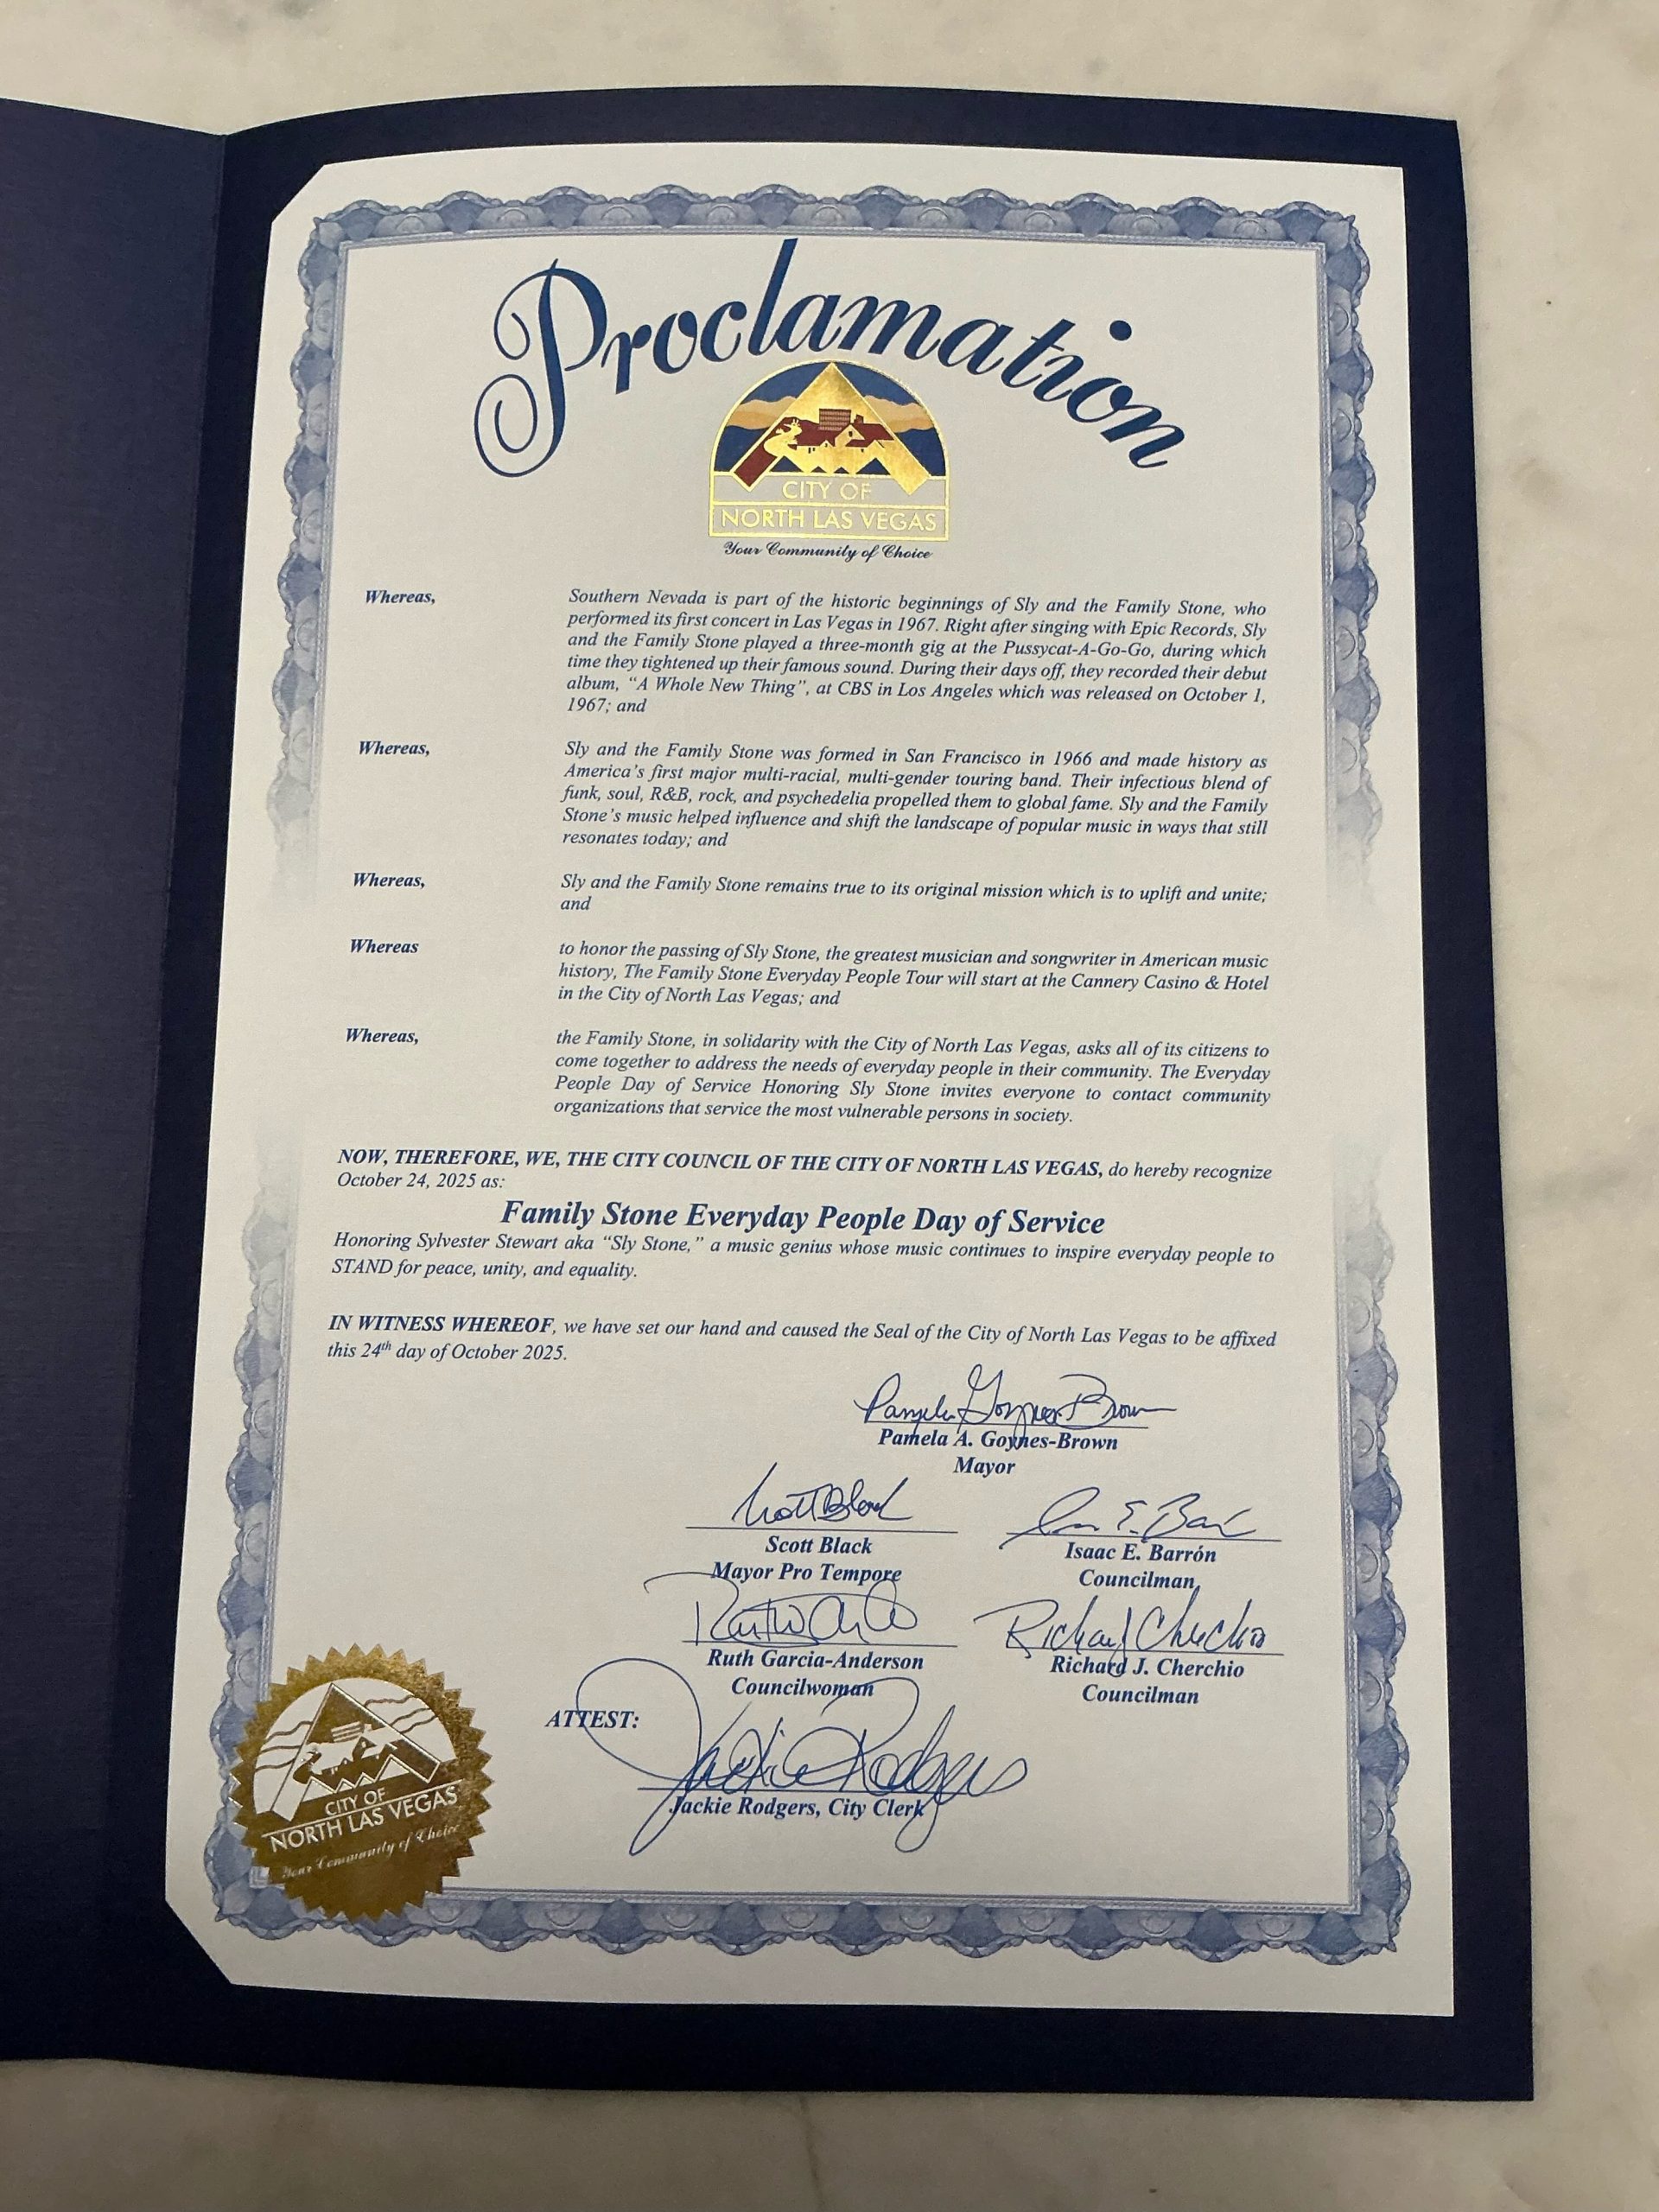 Proclamation
CITY OF
NORTH LAS VEGAS
Your Community of Choice
Whereas,
Southern Nevada is part of the historic beginnings of Sly and the Family Stone, who
performed its first concert in Las Vegas in 1967. Right after singing with Epic Records, Sly
and the Family Stone played a three-month gig at the Pussycat-A-Go-Go, during which
time they tightened up their famous sound. During their days off, they recorded their debut
album, “A Whole New Thing”, at CBS in Los Angeles which was released on October 1,
1967; and
Whereas,
Sly and the Family Stone was formed in San Francisco in 1966 and made history as
America’s first major multi-racial, multi-gender touring band. Their infectious blend of
funk, soul, R&B, rock, and psychedelia propelled them to global fame. Sly and the Family
Stone’s music helped influence and shift the landscape of popular music in ways that still
resonates today; and
Whereas,
Sly and the Family Stone remains true to its original mission which is to uplift and unite;
and
Whereas
to honor the passing of Sly Stone, the greatest musician and songwriter in American music
history, The Family Stone Everyday People Tour will start at the Cannery Casino & Hotel
in the City of North Las Vegas; and
Whereas,
the Family Stone, in solidarity with the City of North Las Vegas, asks all of its citizens to
come together to address the needs of everyday people in their community. The Everyday
People Day of Service Honoring Sly Stone invites everyone to contact community
organizations that service the most vulnerable persons in society.
NOW, THEREFORE, WE, THE CITY COUNCIL OF THE CITY OF NORTH LAS VEGAS, do hereby recognize
October 24, 2025 as:
Family Stone Everyday People Day of Service
Honoring Sylvester Stewart aka “Sly Stone,” a music genius whose music continues to inspire everyday people to
STAND for peace, unity, and equality.
IN WITNESS WHEREOF, we have set our hand and caused the Seal of the City of North Las Vegas to be affixed
this 24th day of October 2025.
Pamela Goynes-Brown
Pamela A. Goynes-Brown
Mayor
Scott Black
Scott Black
Mayor Pro Tempore
Isaac E. Barrón
Councilman
Ruth Garcia-Anderson
Councilwoman
Richard J Cherchio
Richard J. Cherchio
Councilman
ATTEST:
Jackie Rodgers
Jackie Rodgers, City Clerk
CITY OF
NORTH LAS VEGAS
Your Community of Choice